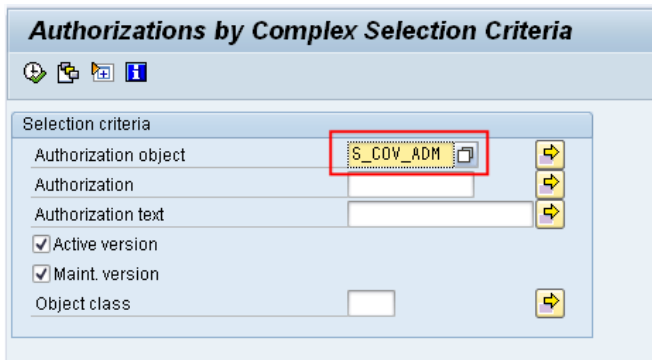 Authorizations by Complex Selection Criteria
Selection criteria
Authorization object S_COV_ADM
Authorization
Authorization text
Active version
Maint. version
Object class